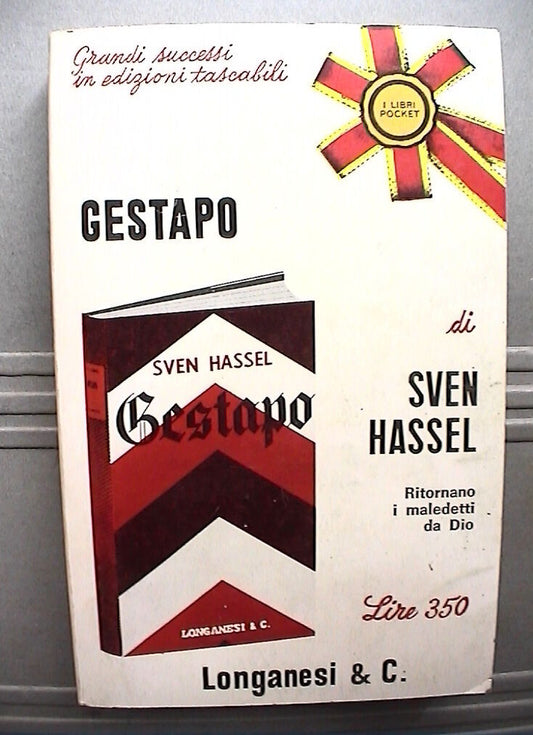 Grandi successi
in edizioni tascabili
I LIBRI
POCKET
GESTAPO
di
SVEN
HASSEL
Ritornano
i maledetti
da Dio
Lire 350
SVEN HASSEL
Gestapo
LONGANESI & C.
Longanesi & C.